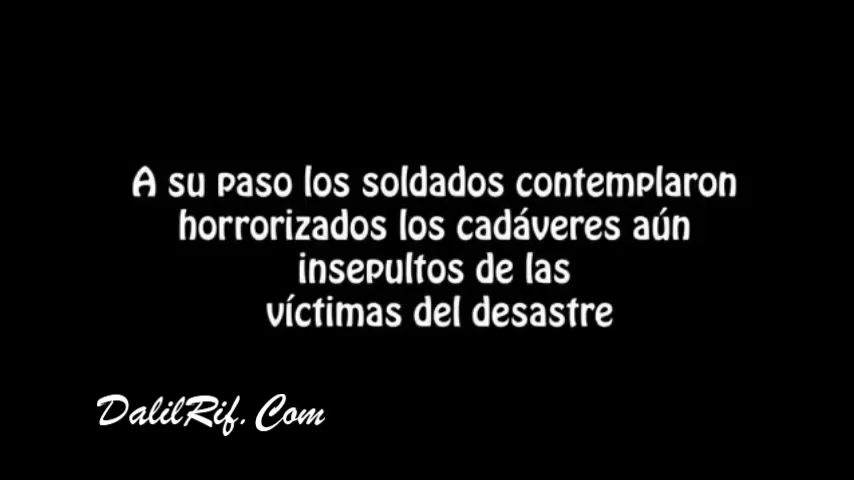 A su paso los soldados contemplaron
horrorizados los cadáveres aún
insepultos de las
víctimas del desastre
DalilRif.Com